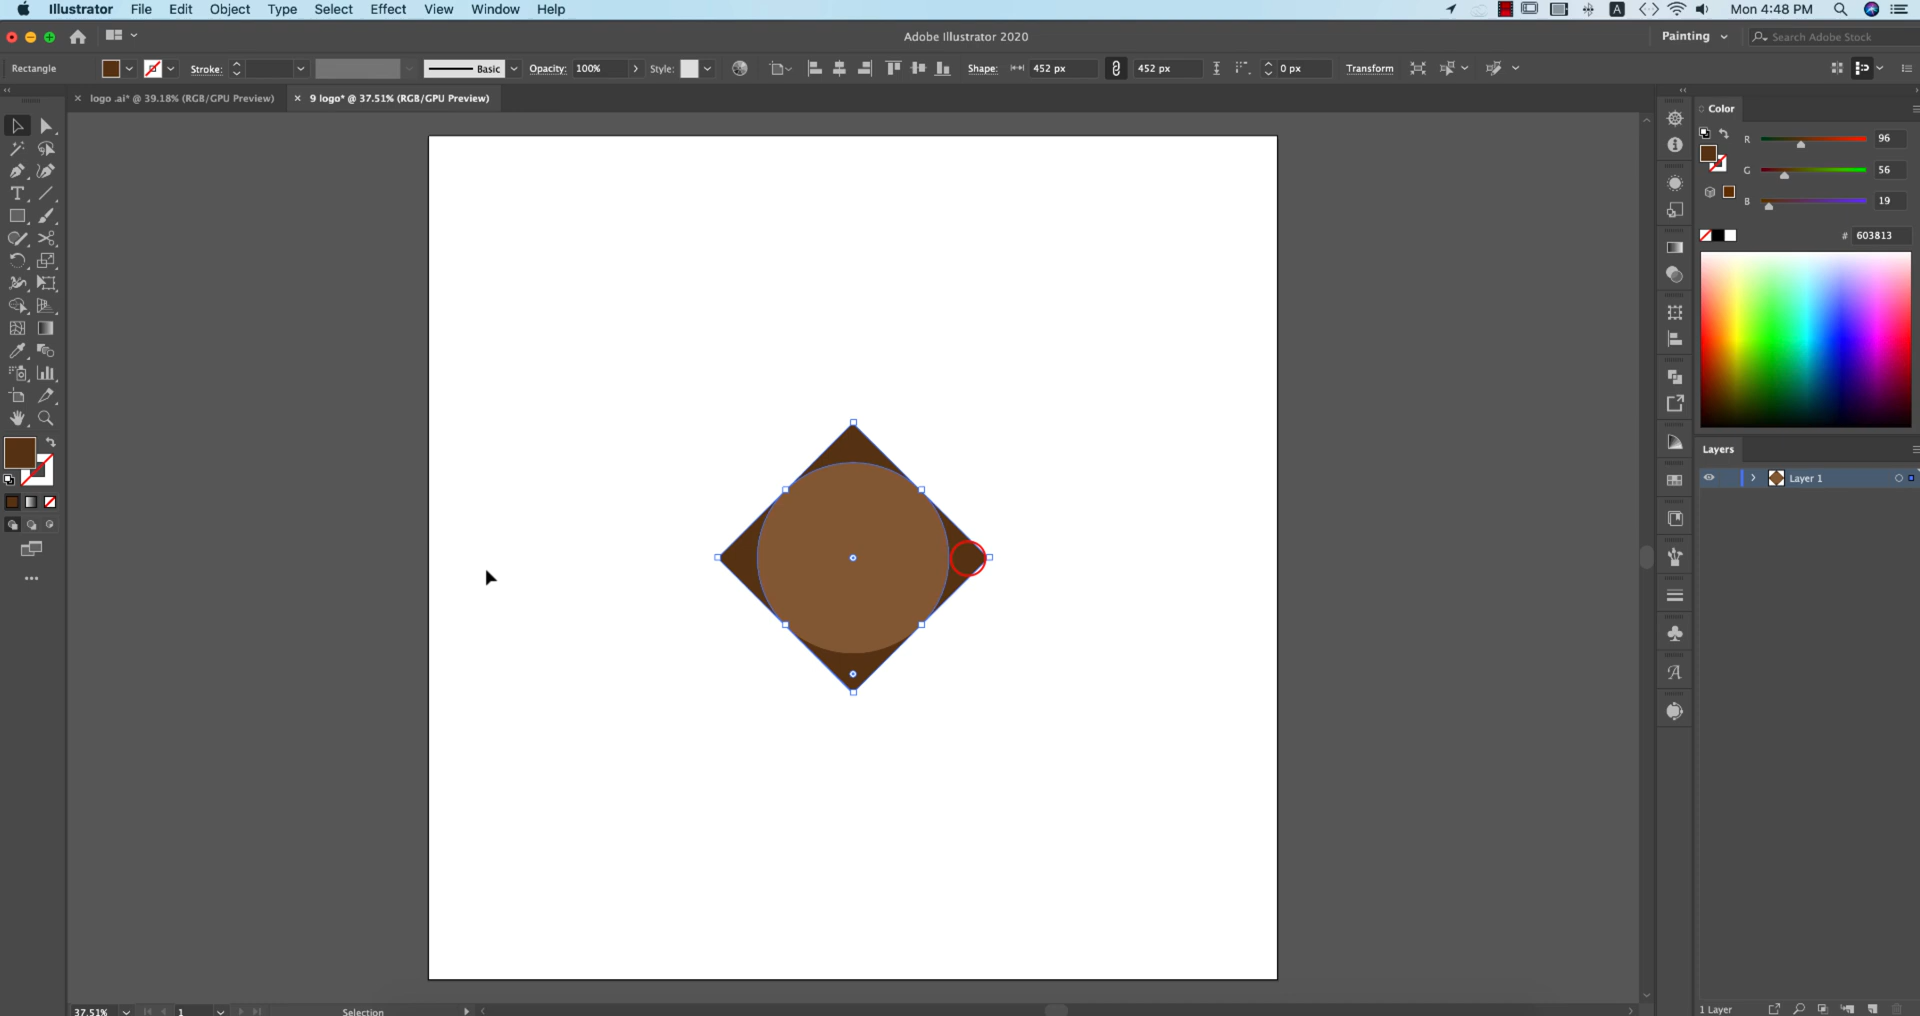 Illustrator File Edit Object Type Select Effect View Window Help
A Mon 4:48 PM
Adobe Illustrator 2020
Painting
Search Adobe Stock
Rectangle Stroke: Basic Opacity: 100% Style: Shape: 452 px 452 px 0 px Transform
logo .ai* @ 39.18% (RGB/GPU Preview)
9 logo* @ 37.51% (RGB/GPU Preview)
Color
R 96
G 56
B 19
# 603813
Layers
Layer 1
37.51% 1 Selection
1 Layer